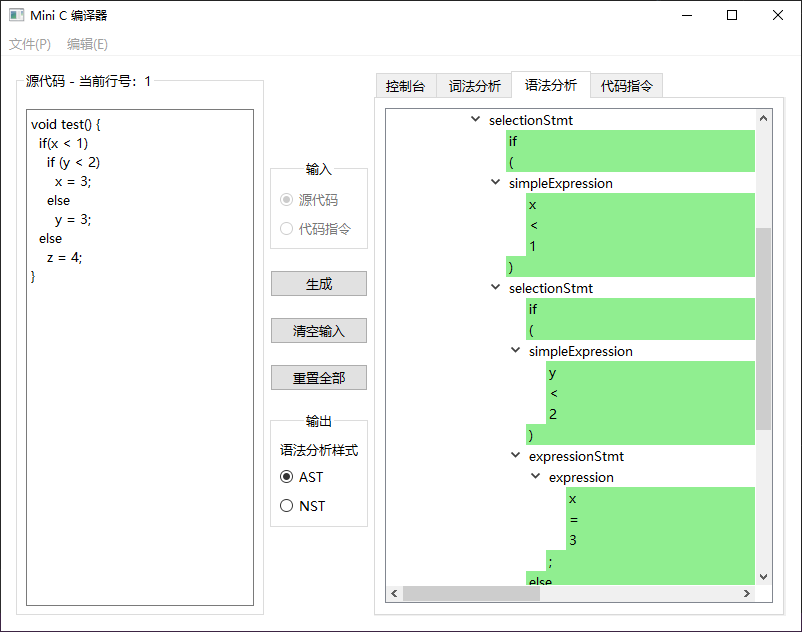 Mini C 编译器
文件(P) 编辑(E)
源代码 - 当前行号：1
void test() {
if(x < 1)
if (y < 2)
x = 3;
else
y = 3;
else
z = 4;
}
输入
源代码
代码指令
生成
清空输入
重置全部
输出
语法分析样式
AST
NST
控制台 词法分析 语法分析 代码指令
selectionStmt
if
(
simpleExpression
x
<
1
)
selectionStmt
if
(
simpleExpression
y
<
2
)
expressionStmt
expression
x
=
3
;
else